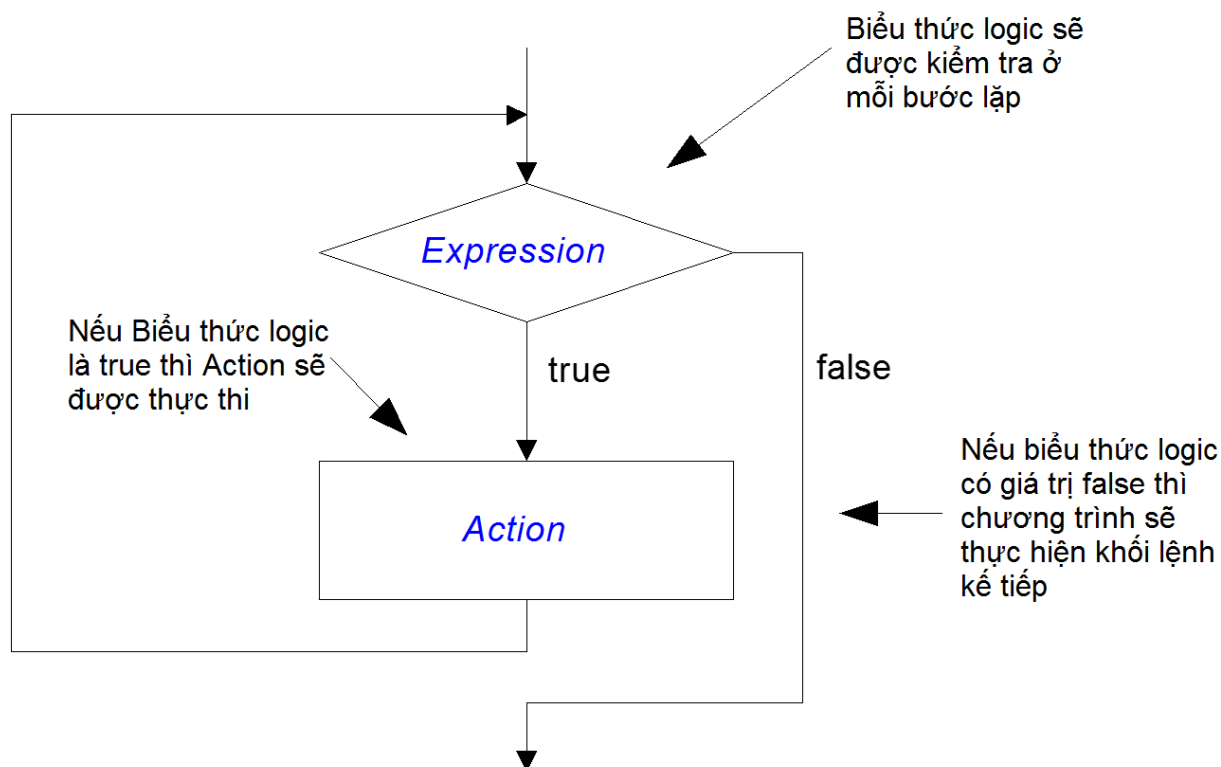 Biểu thức logic sẽ
được kiểm tra ở
mỗi bước lặp
Expression
Nếu Biểu thức logic
là true thì Action sẽ
được thực thi
true
false
Action
Nếu biểu thức logic
có giá trị false thì
chương trình sẽ
thực hiện khối lệnh
kế tiếp